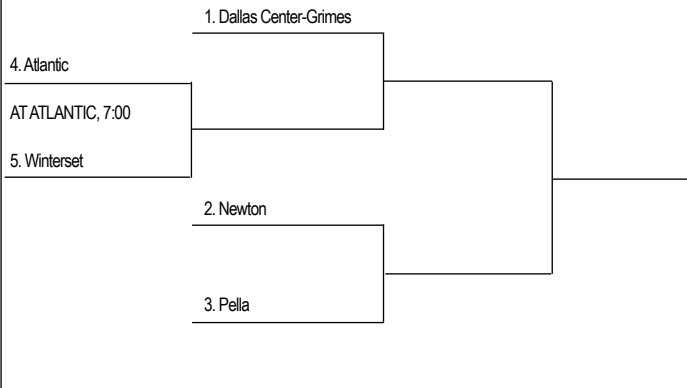 1. Dallas Center-Grimes
4. Atlantic
AT ATLANTIC, 7:00
5. Winterset
2. Newton
3. Pella